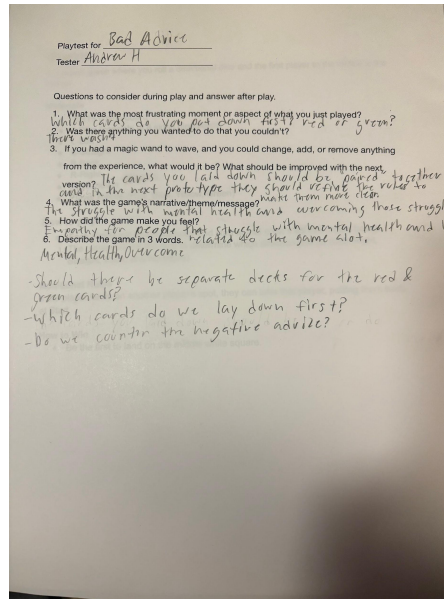 Playtest for Bad Advice
Tester Andrew H
Questions to consider during play and answer after play.
1. What was the most frustrating moment or aspect of what you just played?
Which cards do you put down first? red or green?
2. Was there anything you wanted to do that you couldn't?
There wasn't
3. If you had a magic wand to wave, and you could change, add, or remove anything
from the experience, what would it be? What should be improved with the next
version? The cards you laid down should be paired together
and in the next prototype they should refine the rules to
make them more clear.
4. What was the game's narrative/theme/message?
The struggle with mental health and overcoming those struggl
5. How did the game make you feel?
Empathy for people that struggle with mental health and
related to the game alot.
6. Describe the game in 3 words.
Mental, Health, Overcome
- Should there be separate decks for the red &
green cards?
- Which cards do we lay down first?
- Do we counter the negative advice?